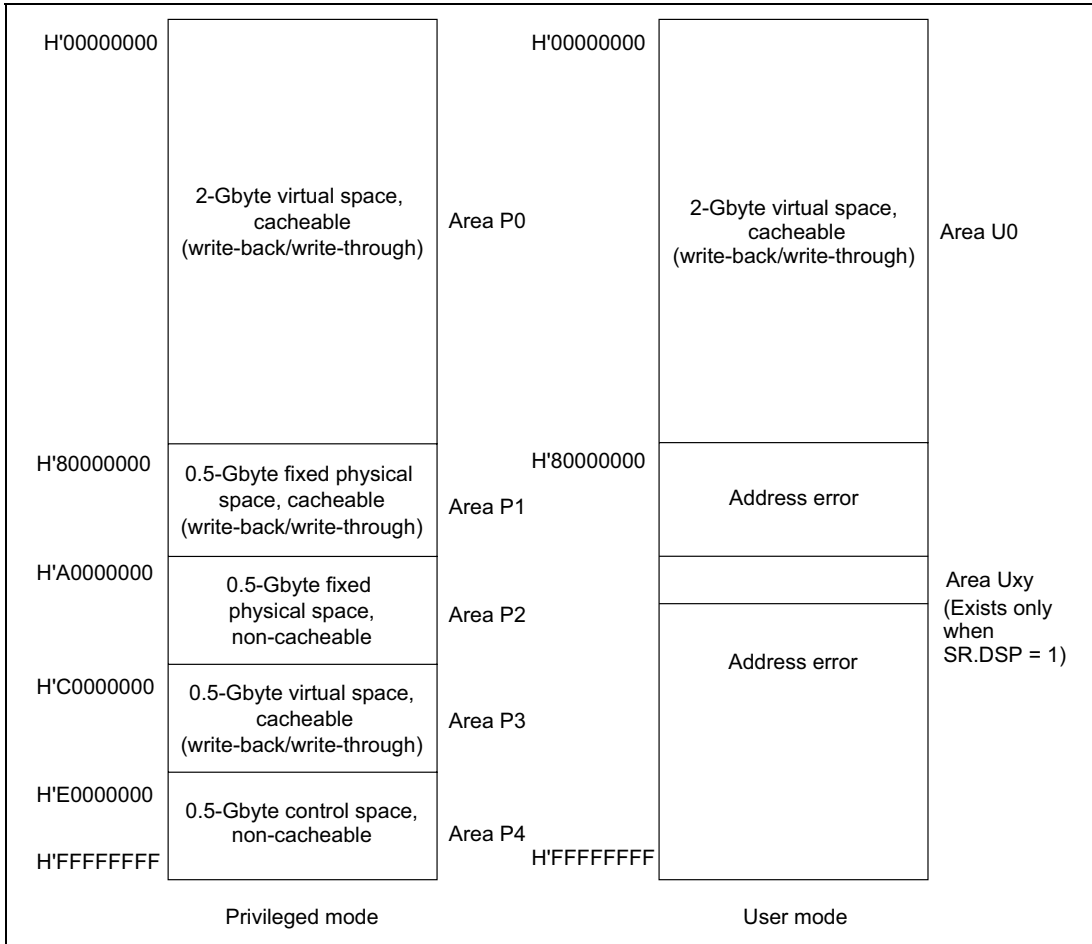 H'00000000
2-Gbyte virtual space,
cacheable
(write-back/write-through)
Area P0
H'80000000
0.5-Gbyte fixed physical
space, cacheable
(write-back/write-through)
Area P1
H'A0000000
0.5-Gbyte fixed
physical space,
non-cacheable
Area P2
H'C0000000
0.5-Gbyte virtual space,
cacheable
(write-back/write-through)
Area P3
H'E0000000
0.5-Gbyte control space,
non-cacheable
Area P4
H'FFFFFFFF
Privileged mode
H'00000000
2-Gbyte virtual space,
cacheable
(write-back/write-through)
Area U0
H'80000000
Address error
Area Uxy
(Exists only
when
SR.DSP = 1)
Address error
H'FFFFFFFF
User mode